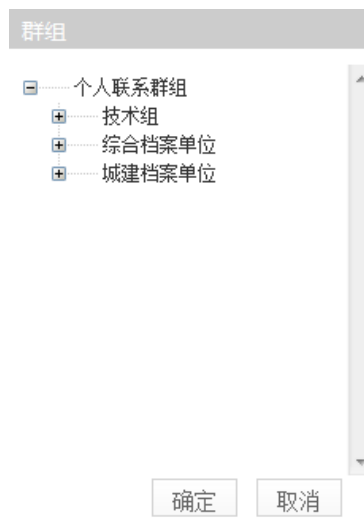 群组
个人联系群组
技术组
综合档案单位
城建档案单位
确定 取消